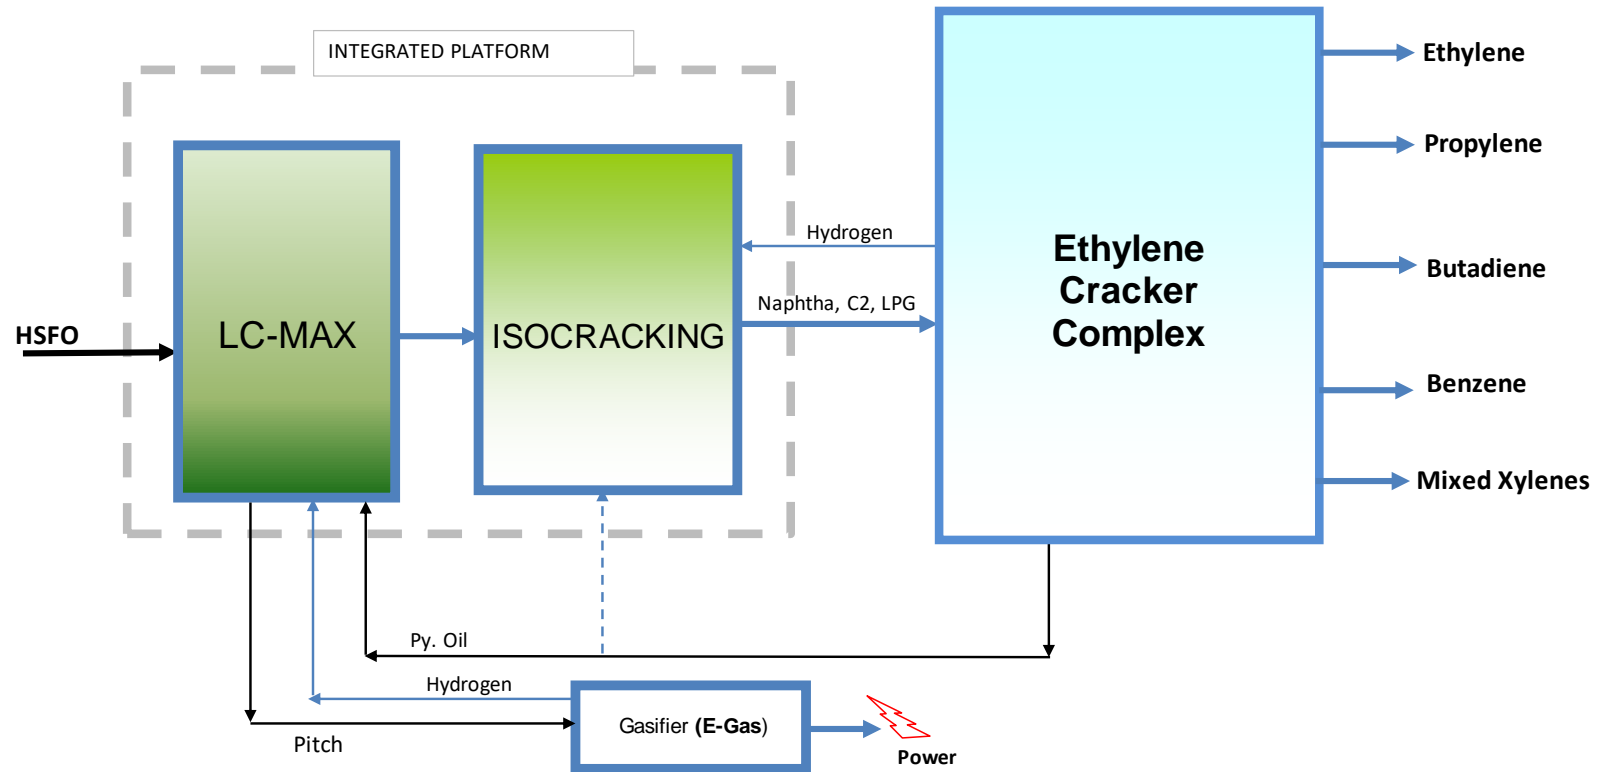 INTEGRATED PLATFORM
HSFO
LC-MAX
ISOCRACKING
Hydrogen
Naphtha, C2, LPG
Ethylene
Cracker
Complex
Ethylene
Propylene
Butadiene
Benzene
Mixed Xylenes
Py. Oil
Hydrogen
Pitch
Gasifier (E-Gas)
Power